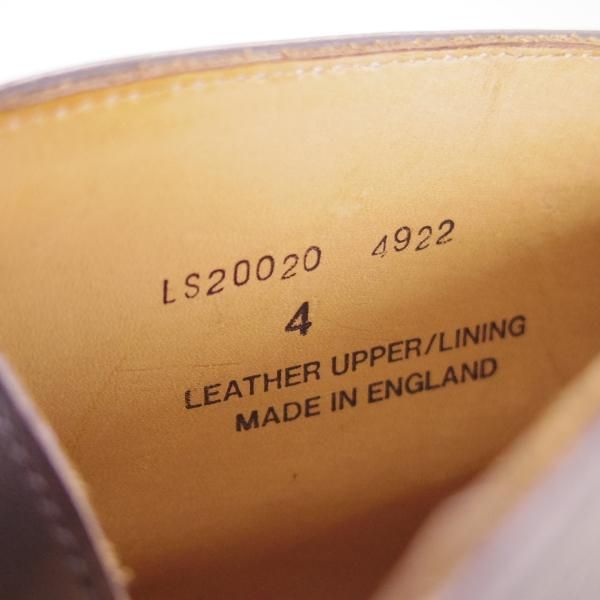 LS20020 4922
4
LEATHER UPPER/LINING
MADE IN ENGLAND